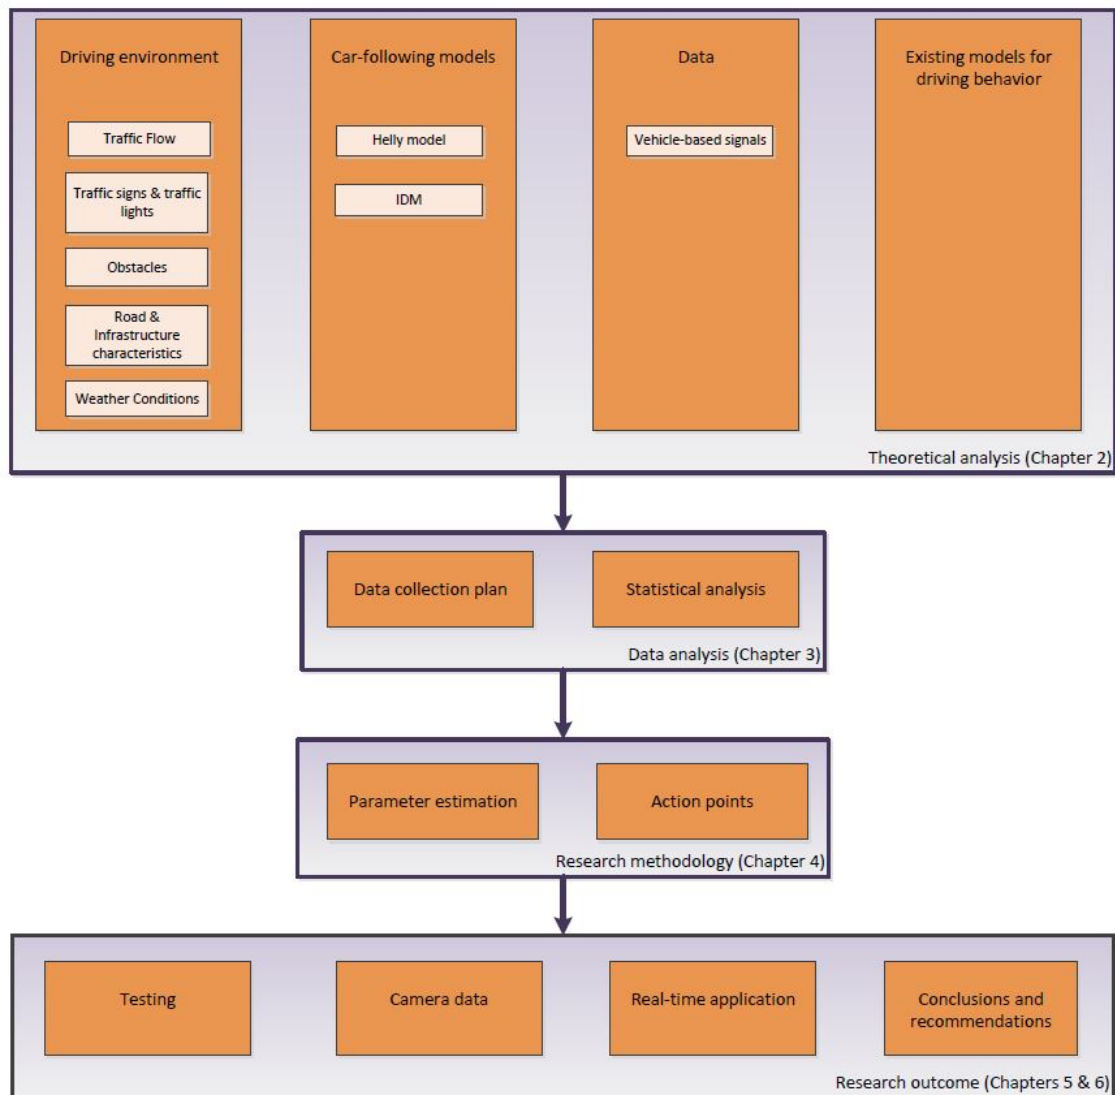 Driving environment
Traffic Flow
Traffic signs & traffic
lights
Obstacles
Road &
Infrastructure
characteristics
Weather Conditions
Car-following models
Helly model
IDM
Data
Vehicle-based signals
Existing models for
driving behavior
Theoretical analysis (Chapter 2)
Data collection plan
Statistical analysis
Data analysis (Chapter 3)
Parameter estimation
Action points
Research methodology (Chapter 4)
Testing
Camera data
Real-time application
Conclusions and
recommendations
Research outcome (Chapters 5 & 6)